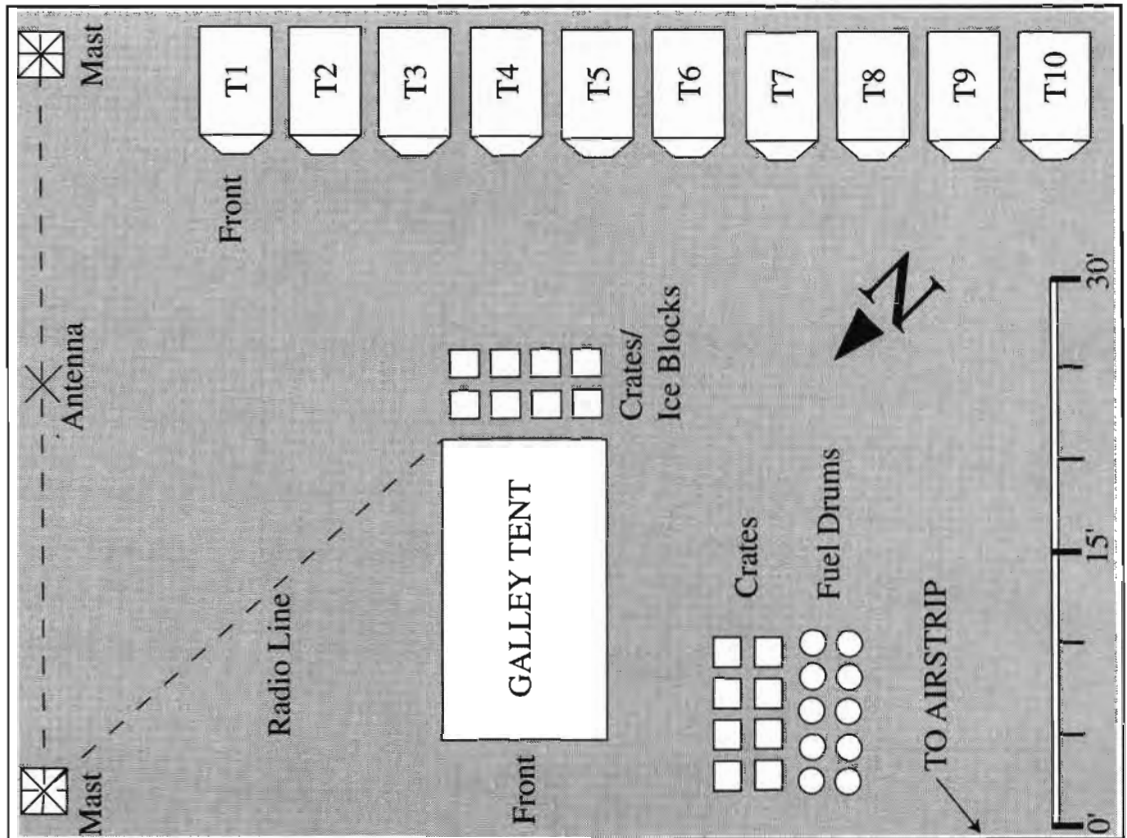 Mast
T1
T2
T3
T4
T5
T6
T7
T8
T9
T10
Front
Antenna
Crates/
Ice Blocks
N
30'
Radio Line
GALLEY TENT
Front
Crates
Fuel Drums
15'
Mast
TO AIRSTRIP
0'